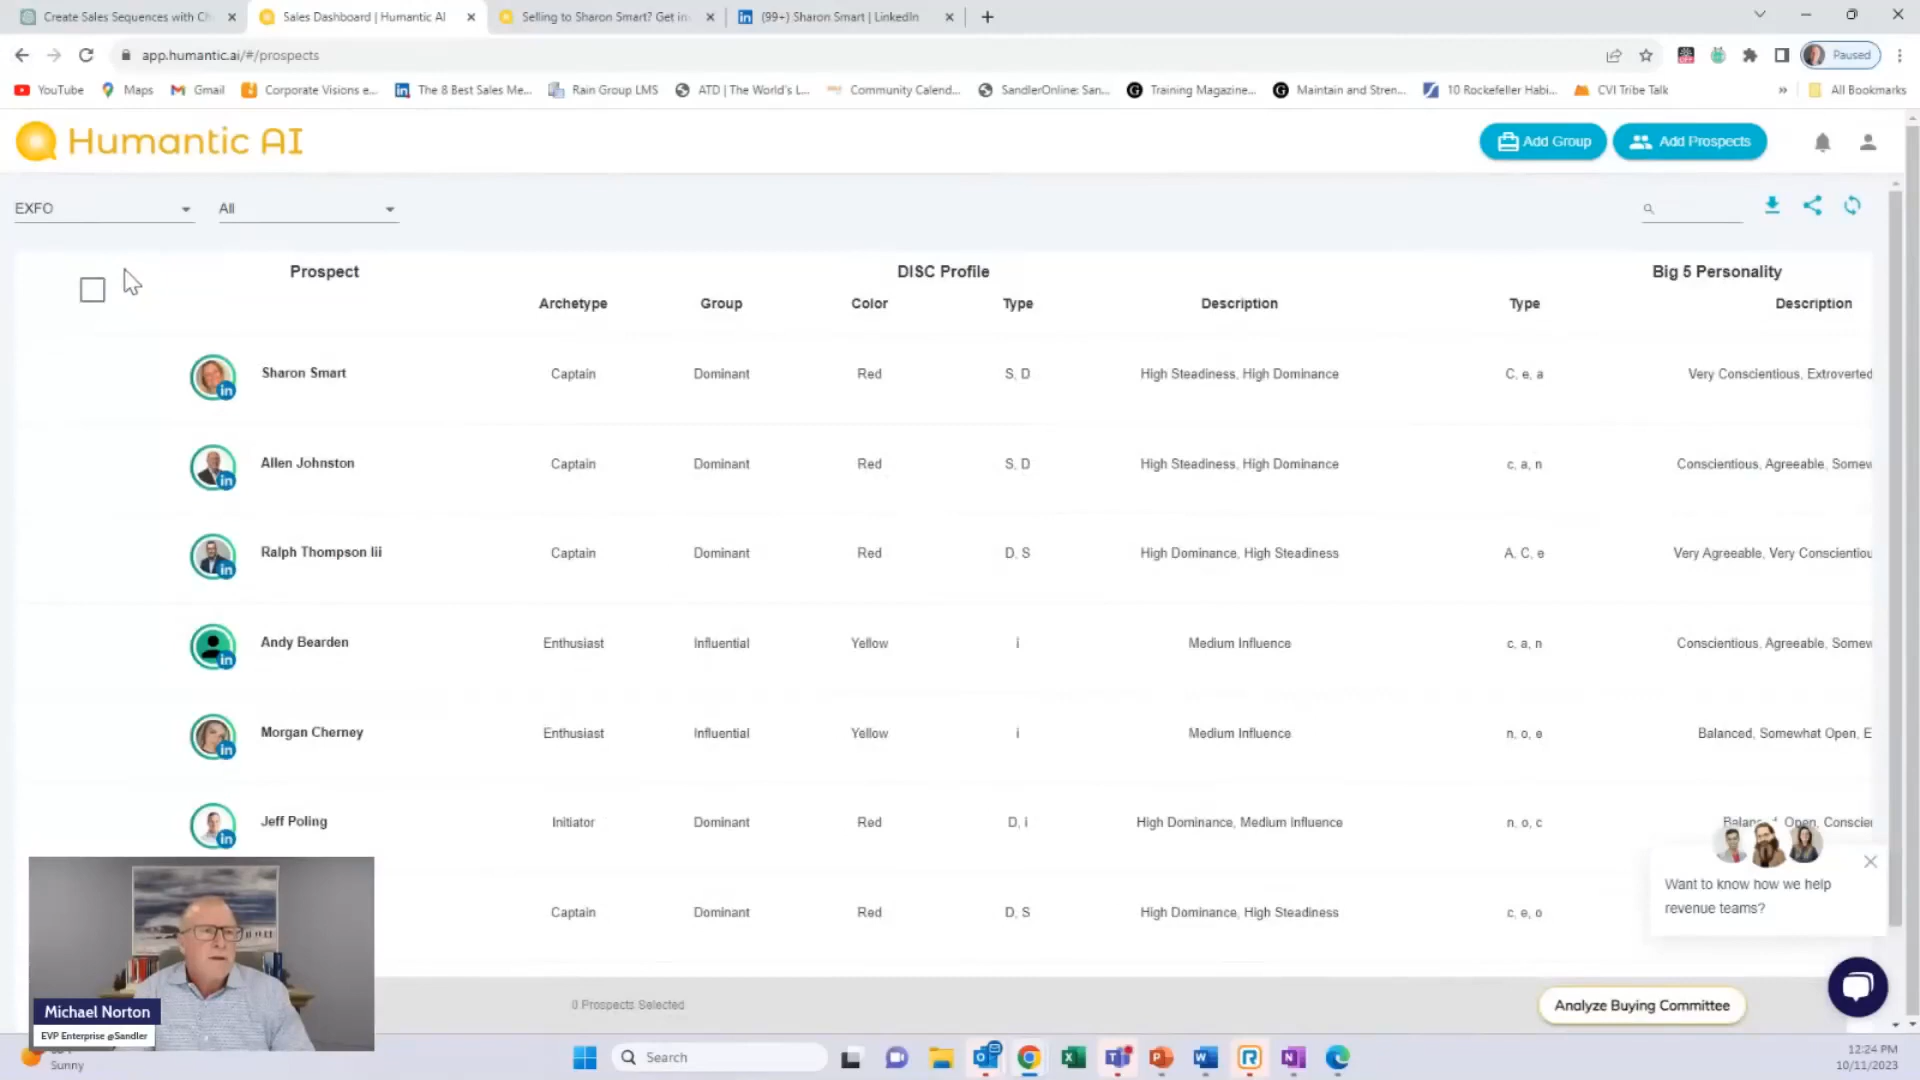 Create Sales Sequences with Ch
Sales Dashboard | Humantic AI
Selling to Sharon Smart? Get in
(99+) Sharon Smart | LinkedIn
app.humantic.ai/#/prospects
Paused
YouTube
Maps
Gmail
Corporate Visions e...
The 8 Best Sales Me...
Rain Group LMS
ATD | The World's L...
Community Calend...
SandlerOnline: San...
Training Magazine...
Maintain and Stren...
10 Rockefeller Habi...
CVI Tribe Talk
»
All Bookmarks
Humantic AI
Add Group
Add Prospects
EXFO
All
Prospect
DISC Profile
Big 5 Personality
Archetype Group Color Type Description Type Description
Sharon Smart Captain Dominant Red S, D High Steadiness, High Dominance C, e, a Very Conscientious, Extroverted
Allen Johnston Captain Dominant Red S, D High Steadiness, High Dominance c, a, n Conscientious, Agreeable, Somew
Ralph Thompson Iii Captain Dominant Red D, S High Dominance, High Steadiness A, C, e Very Agreeable, Very Conscientiou
Andy Bearden Enthusiast Influential Yellow i Medium Influence c, a, n Conscientious, Agreeable, Somew
Morgan Cherney Enthusiast Influential Yellow i Medium Influence n, o, e Balanced, Somewhat Open, E
Jeff Poling Initiator Dominant Red D, i High Dominance, Medium Influence n, o, c Open, Conscien
Captain Dominant Red D, S High Dominance, High Steadiness c, e, o
Want to know how we help
revenue teams?
0 Prospects Selected
Analyze Buying Committee
Michael Norton
EVP Enterprise @Sandler
Sunny
Search
12:24 PM
10/11/2023